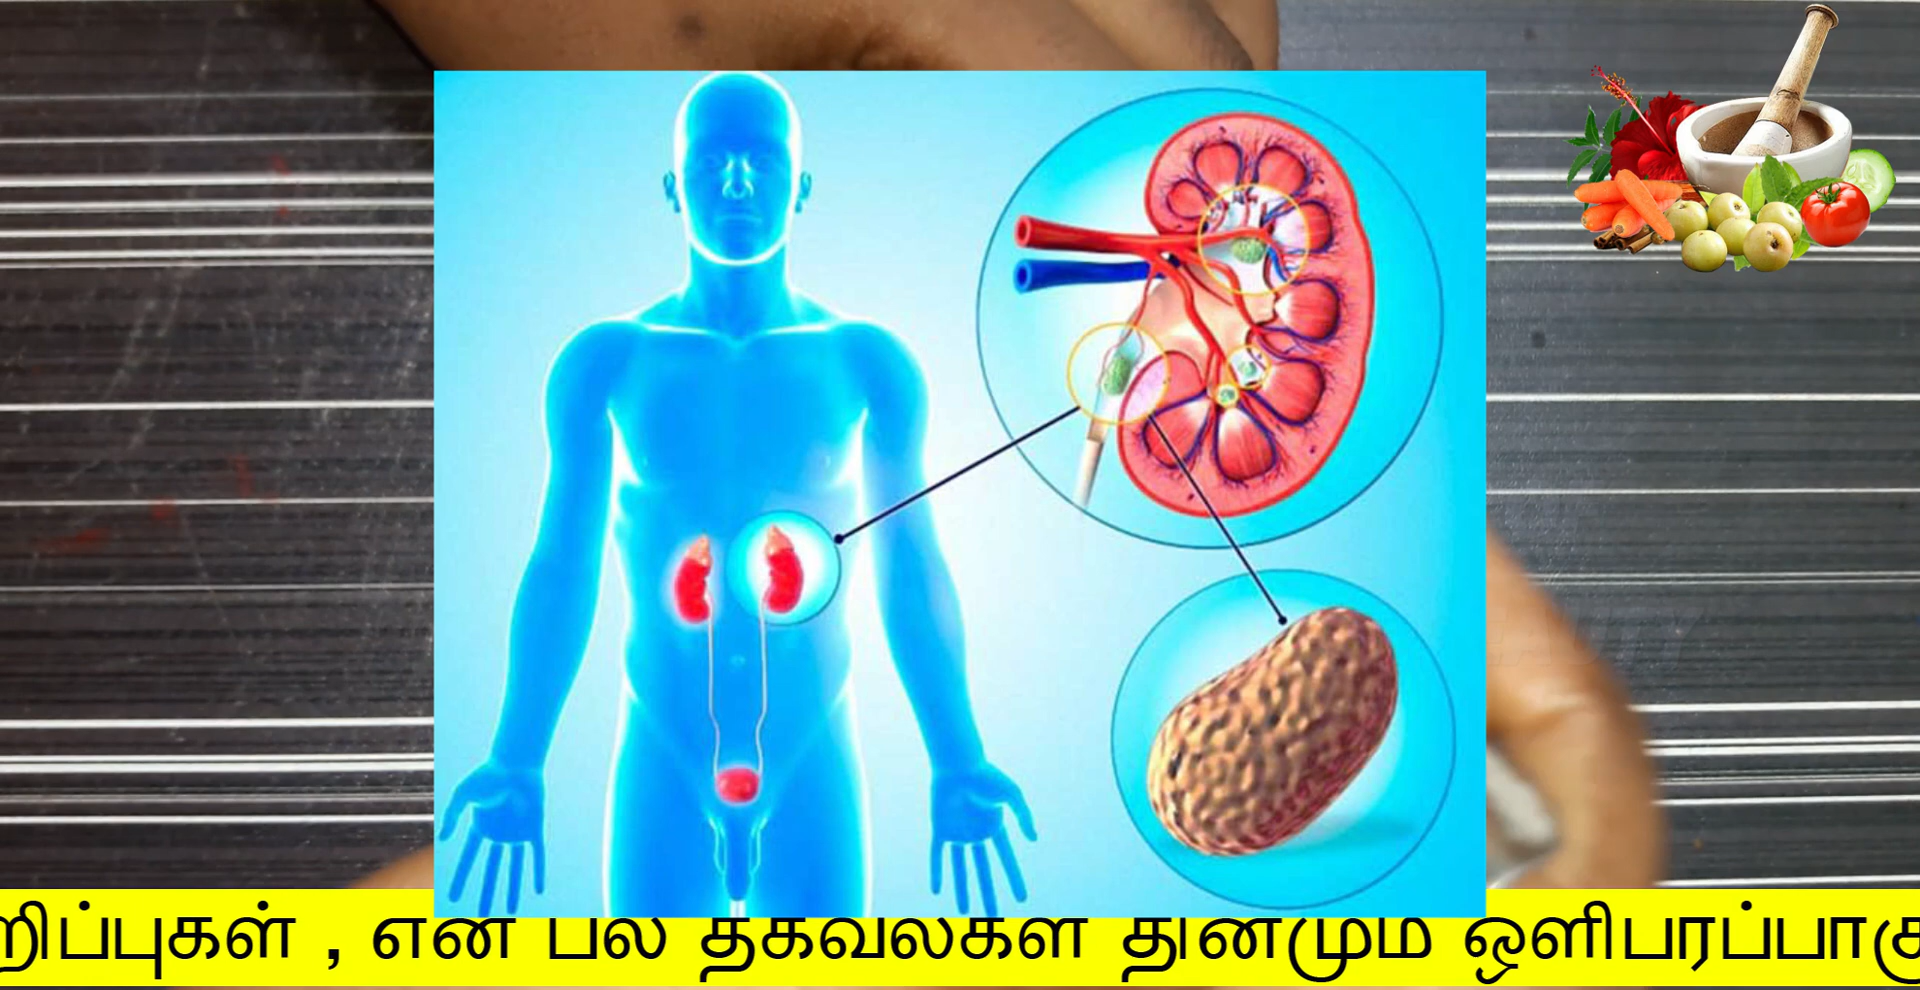 றிப்புகள் , என பல தகவல்கள் தினமும் ஒளிபரப்பாகு